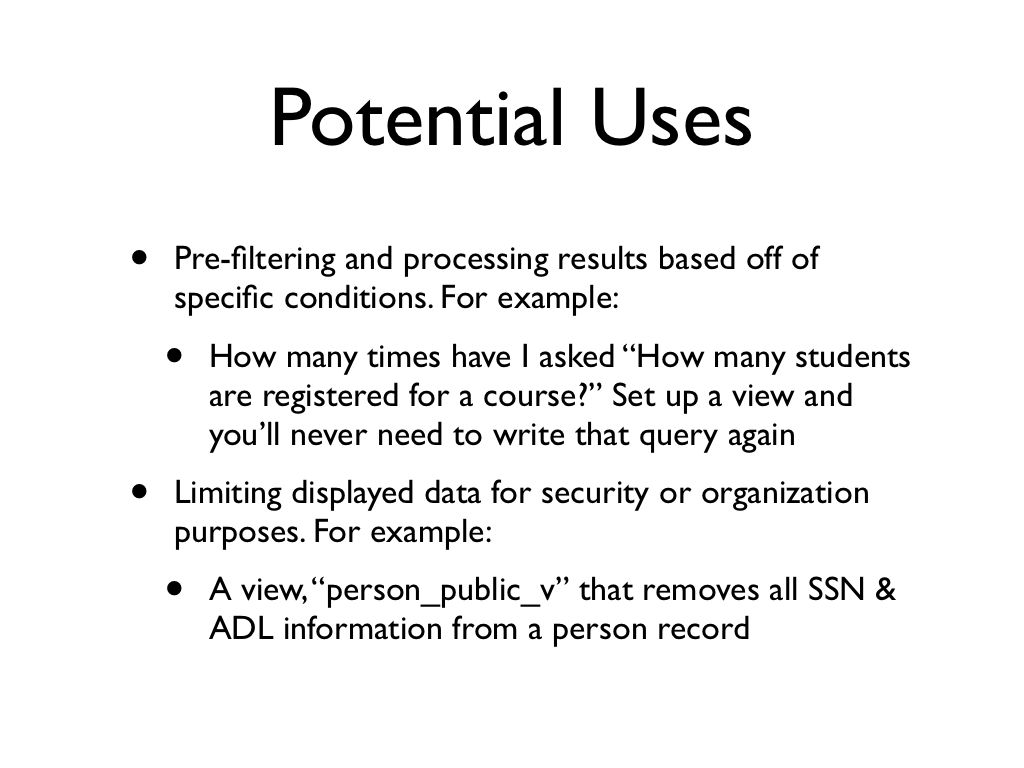 Potential Uses
• Pre-filtering and processing results based off of
specific conditions. For example:
• How many times have I asked “How many students
are registered for a course?” Set up a view and
you’ll never need to write that query again
• Limiting displayed data for security or organization
purposes. For example:
• A view, “person_public_v” that removes all SSN &
ADL information from a person record